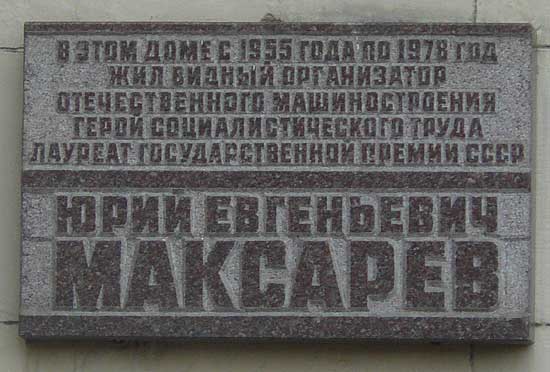 В ЭТОМ ДОМЕ С 1955 ГОДА ПО 1978 ГОД
ЖИЛ ВИДНЫЙ ОРГАНИЗАТОР
ОТЕЧЕСТВЕННОГО МАШИНОСТРОЕНИЯ
ГЕРОЙ СОЦИАЛИСТИЧЕСКОГО ТРУДА
ЛАУРЕАТ ГОСУДАРСТВЕННОЙ ПРЕМИИ СССР
ЮРИЙ ЕВГЕНЬЕВИЧ
МАКСАРЕВ